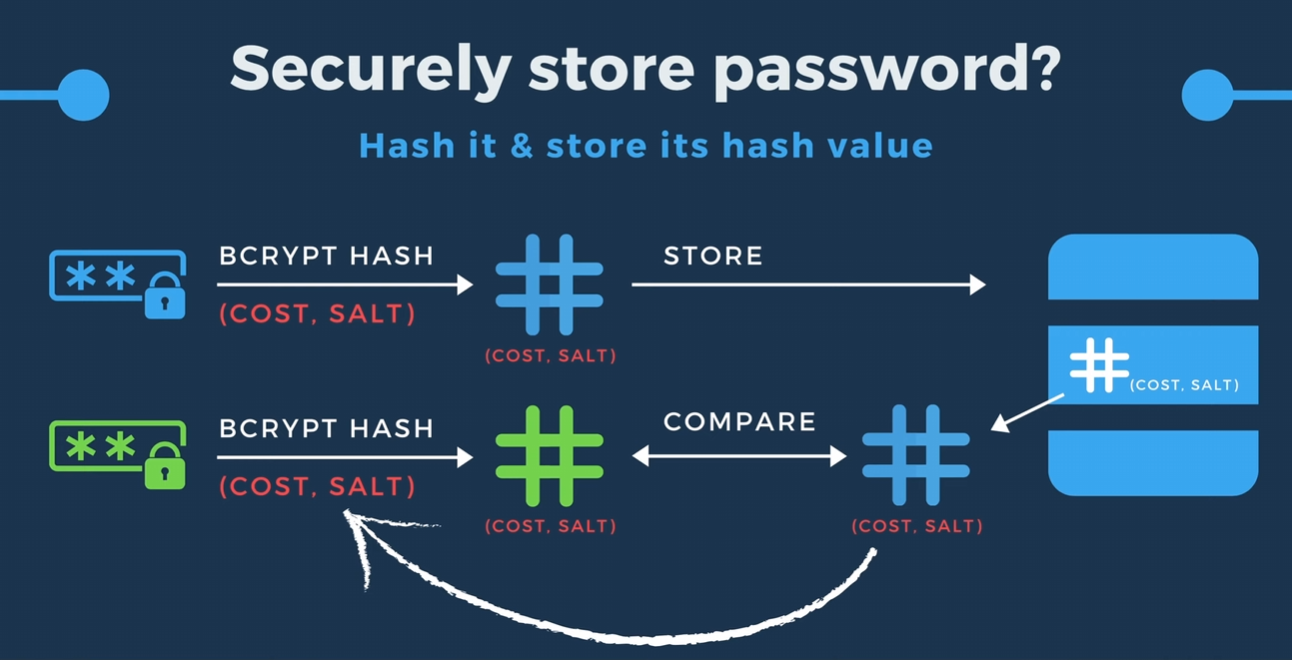 Securely store password?
Hash it & store its hash value
BCRYPT HASH
(COST, SALT)
(COST, SALT)
STORE
(COST, SALT)
BCRYPT HASH
(COST, SALT)
(COST, SALT)
COMPARE
(COST, SALT)